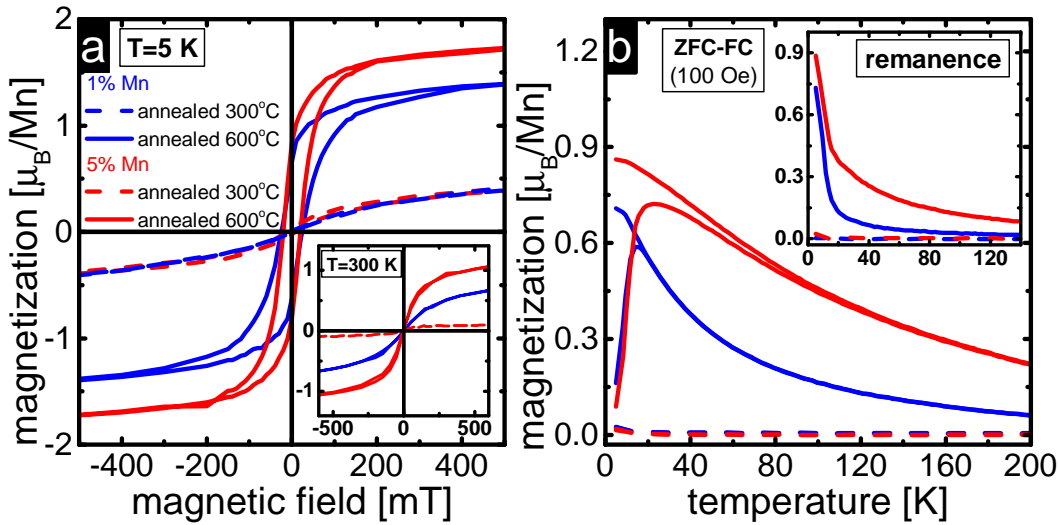 a
T=5 K
1% Mn
annealed 300°C
annealed 600°C
5% Mn
annealed 300°C
annealed 600°C
magnetization [μB/Mn]
2
1
0
-1
-2
-400 -200 0 200 400
magnetic field [mT]
T=300 K
1
0
-1
-500 0 500
b
ZFC-FC
(100 Oe)
magnetization [μB/Mn]
1.2
0.9
0.6
0.3
0.0
0 40 80 120 160 200
temperature [K]
remanence
0.9
0.6
0.3
0.0
0 40 80 120